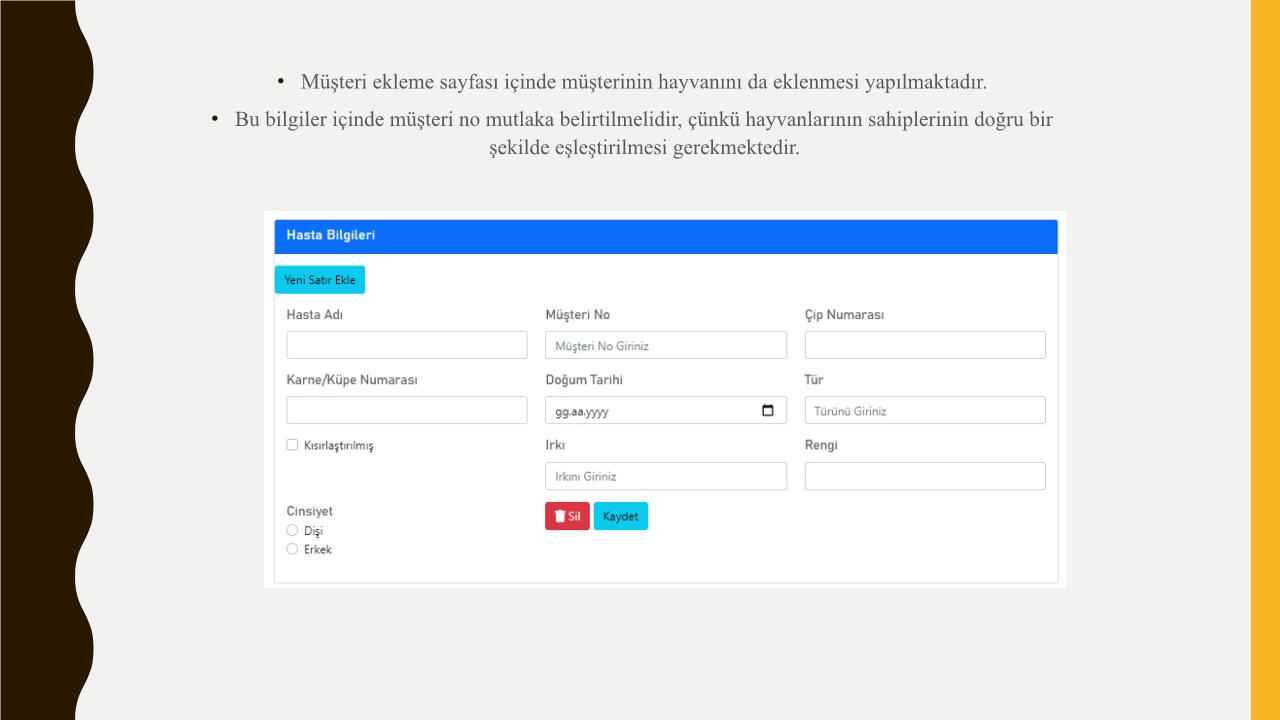 • Müşteri ekleme sayfası içinde müşterinin hayvanını da eklenmesi yapılmaktadır.
• Bu bilgiler içinde müşteri no mutlaka belirtilmelidir, çünkü hayvanlarının sahiplerinin doğru bir
şekilde eşleştirilmesi gerekmektedir.
Hasta Bilgileri
Yeni Satır Ekle
Hasta Adı
Müşteri No
Çip Numarası
Müşteri No Giriniz
Karne/Küpe Numarası
Doğum Tarihi
Tür
gg.aa.yyyy
Türünü Giriniz
Kısırlaştırılmış
Irkı
Rengi
Irkını Giriniz
Cinsiyet
Sil
Kaydet
Dişi
Erkek